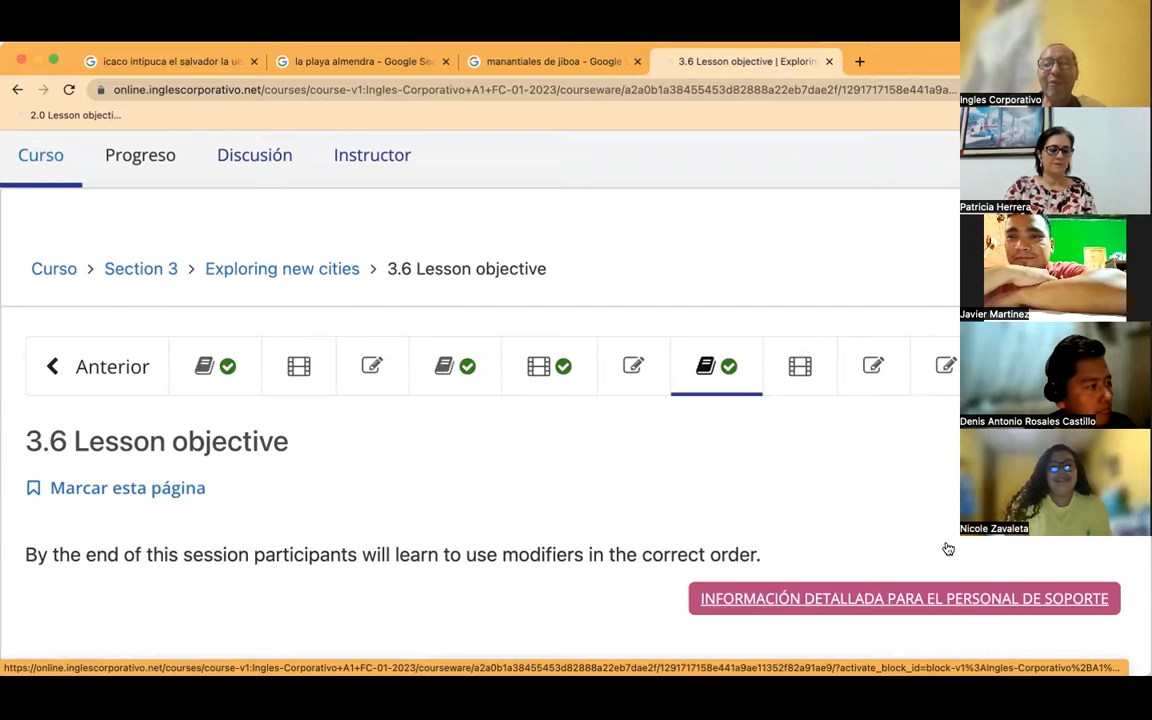 icaco intipuca el salvador la un
la playa almendra - Google Sea
manantiales de jiboa - Google
3.6 Lesson objective | Explorin
online.inglescorporativo.net/courses/course-v1:Ingles-Corporativo+A1+FC-01-2023/courseware/a2a0b1a38455453d82888a22eb7dae2f/1291717158e441a9a...
2.0 Lesson objecti...
Curso
Progreso
Discusión
Instructor
Curso > Section 3 > Exploring new cities > 3.6 Lesson objective
Anterior
3.6 Lesson objective
Marcar esta página
By the end of this session participants will learn to use modifiers in the correct order.
INFORMACIÓN DETALLADA PARA EL PERSONAL DE SOPORTE
https://online.inglescorporativo.net/courses/course-v1:Ingles-Corporativo+A1+FC-01-2023/courseware/a2a0b1a38455453d82888a22eb7dae2f/1291717158e441a9ae11352f82a91ae9/?activate_block_id=block-v1%3AIngles-Corporativo%2BA1%...
Ingles Corporativo
Patricia Herrera
Javier Martinez
Denis Antonio Rosales Castillo
Nicole Zavaleta